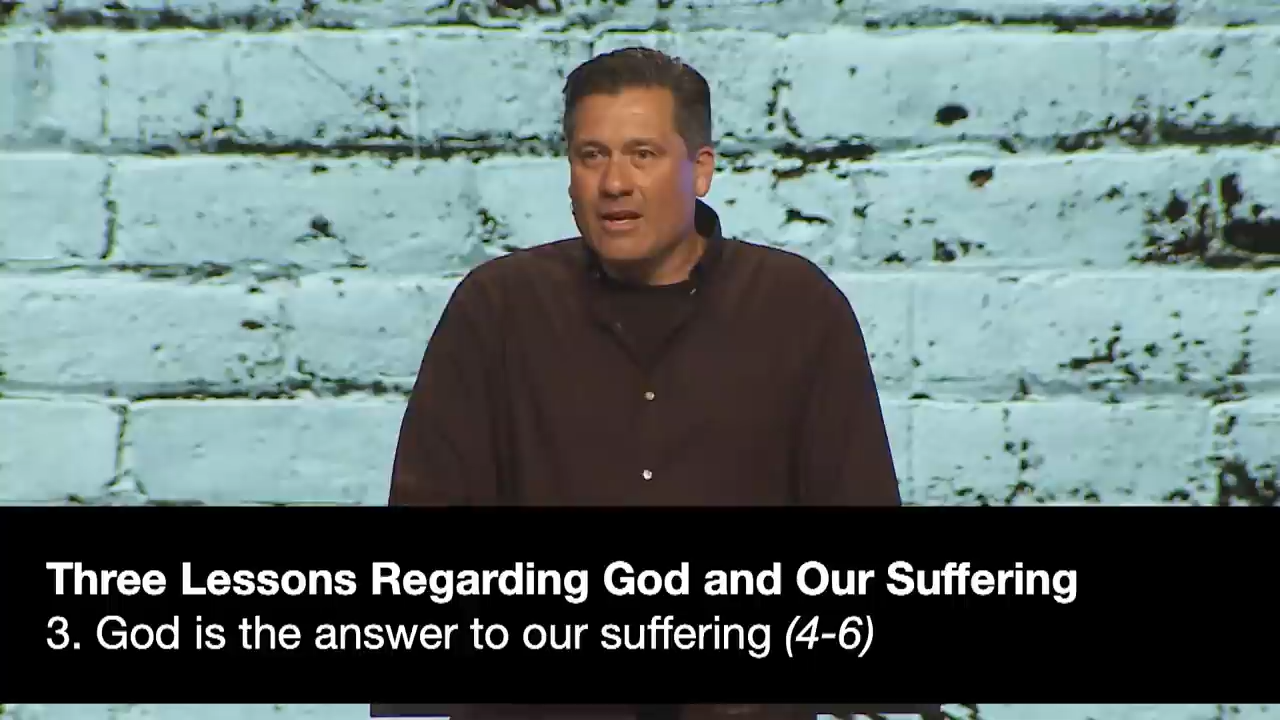 Three Lessons Regarding God and Our Suffering
3. God is the answer to our suffering (4-6)